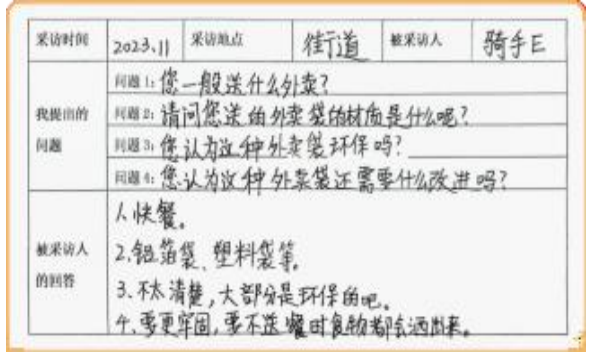 采访时间 2023.11 采访地点 街道 被采访人 骑手E
我提出的问题
问题1:您一般送什么外卖?
问题2:请问您送的外卖袋的材质是什么呢?
问题3:您认为这种外卖袋环保吗?
问题4:您认为这种外卖袋还需要什么改进吗?
被采访人的回答
1、快餐。
2、铝箔袋、塑料袋等。
3、不太清楚,大部分是环保的吧。
4、要更牢固,要不送餐时食物都会洒出来。